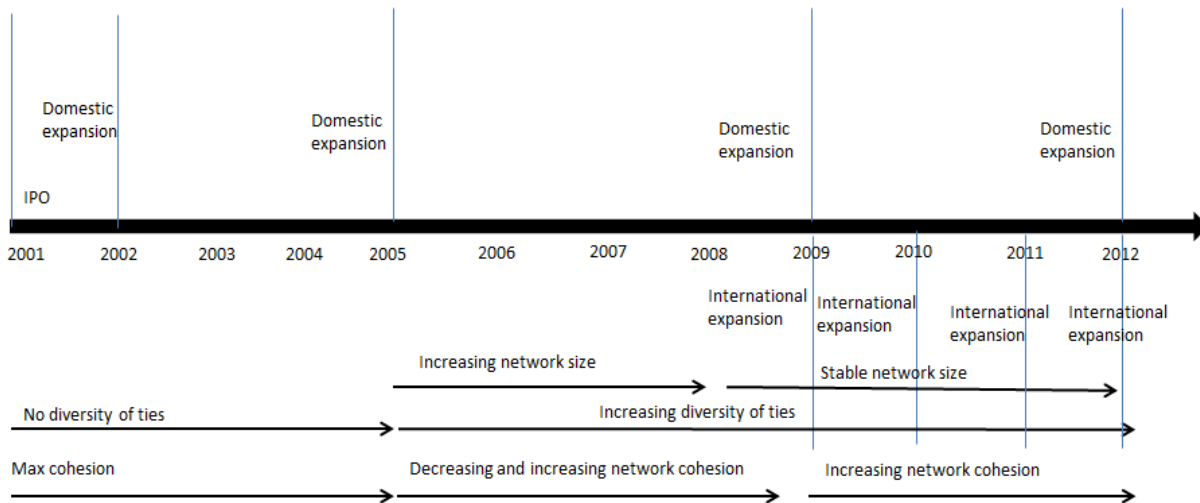 Domestic
expansion
Domestic
expansion
Domestic
expansion
Domestic
expansion
IPO
2001 2002 2003 2004 2005 2006 2007 2008 2009 2010 2011 2012
International
expansion
International
expansion
International
expansion
International
expansion
Increasing network size
Stable network size
No diversity of ties
Increasing diversity of ties
Max cohesion
Decreasing and increasing network cohesion
Increasing network cohesion